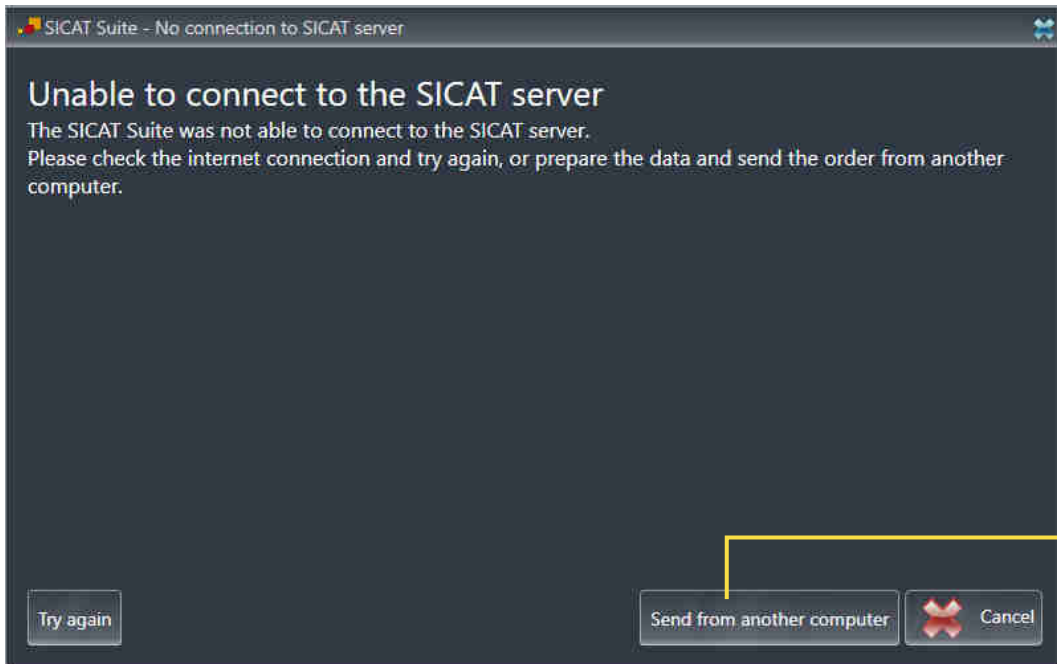 SICAT Suite - No connection to SICAT server
Unable to connect to the SICAT server
The SICAT Suite was not able to connect to the SICAT server.
Please check the internet connection and try again, or prepare the data and send the order from another
computer.
Try again
Send from another computer
Cancel